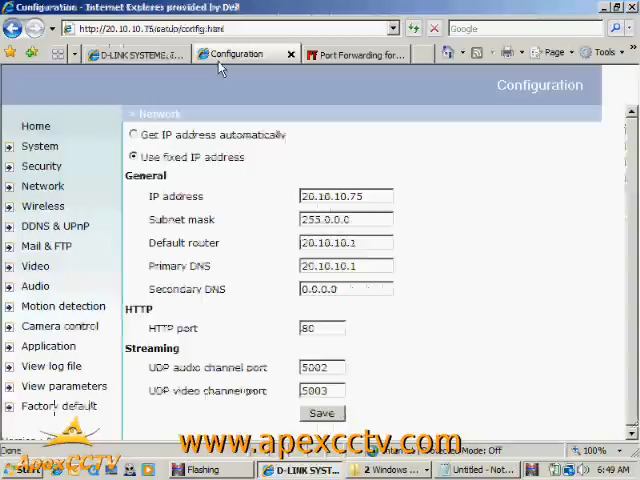 Configuration - Internet Explorer provided by Dell
http://20.10.10.75/setup/config.html
Google
D-LINK SYSTEMS, ...
Configuration
Port Forwarding for...
Page
Tools
Configuration
> Network
Home
System
Security
Network
Wireless
DDNS & UPnP
Mail & FTP
Video
Audio
Motion detection
Camera control
Application
View log file
View parameters
Factory default
Get IP address automatically
Use fixed IP address
General
IP address 20.10.10.75
Subnet mask 255.0.0.0
Default router 20.10.10.1
Primary DNS 20.10.10.1
Secondary DNS 0.0.0.0
HTTP
HTTP port 80
Streaming
UDP audio channel port 5002
UDP video channel port 5003
Save
www.apexcctv.com
ApexCCTV
Done
Mode: Off
100%
Start
Flashing
D-LINK SYST...
2 Windows ...
Untitled - Not...
4:49 PM